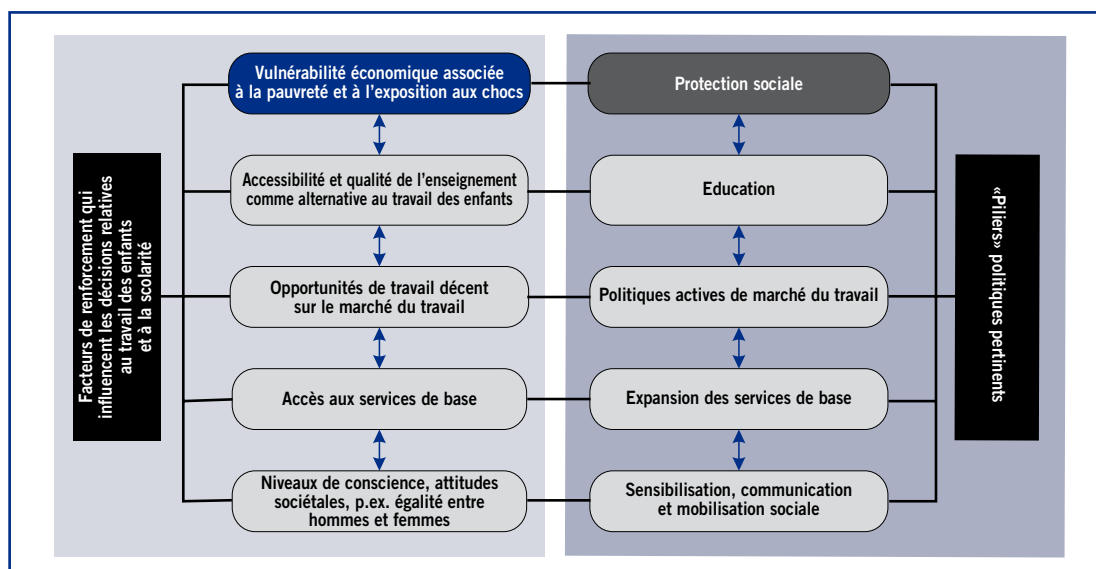 Facteurs de renforcement qui
influencent les décisions relatives
au travail des enfants
et à la scolarité
Vulnérabilité économique associée
à la pauvreté et à l’exposition aux chocs
Protection sociale
Accessibilité et qualité de l’enseignement
comme alternative au travail des enfants
Education
Opportunités de travail décent
sur le marché du travail
Politiques actives de marché du travail
Accès aux services de base
Expansion des services de base
Niveaux de conscience, attitudes
sociétales, p.ex. égalité entre
hommes et femmes
Sensibilisation, communication
et mobilisation sociale
«Piliers» politiques pertinents